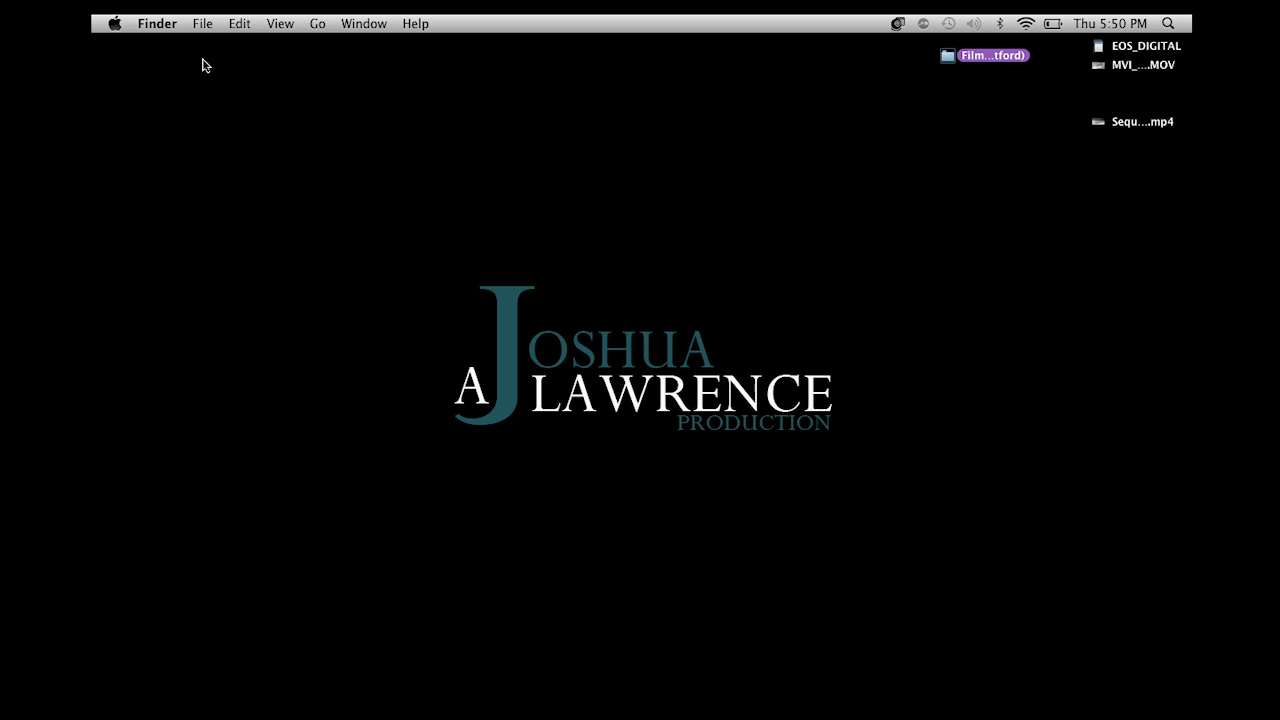 Finder File Edit View Go Window Help Thu 5:50 PM
EOS_DIGITAL
Film...tford)
MVI_....MOV
Sequ....mp4
JOSHUA
A LAWRENCE
PRODUCTION